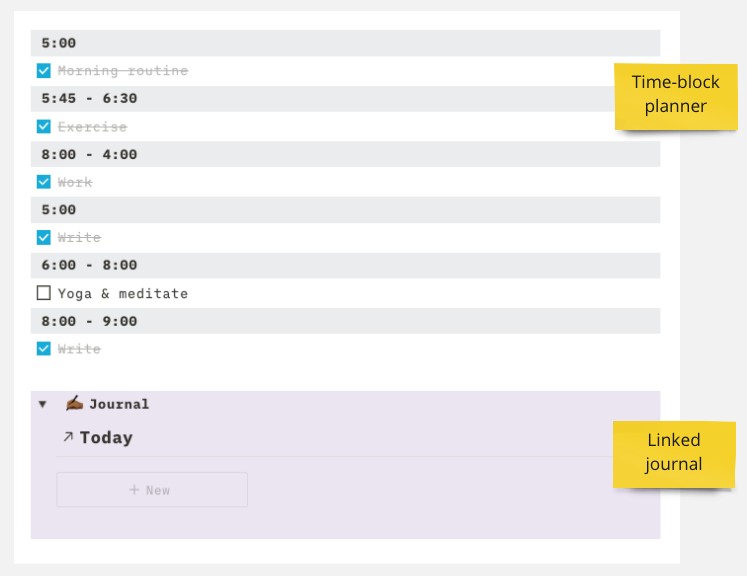 5:00
Morning routine
5:45 - 6:30
Time-block
planner
Exercise
8:00 - 4:00
Work
5:00
Write
6:00 - 8:00
Yoga & meditate
8:00 - 9:00
Write
Journal
Today
Linked
journal
+ New